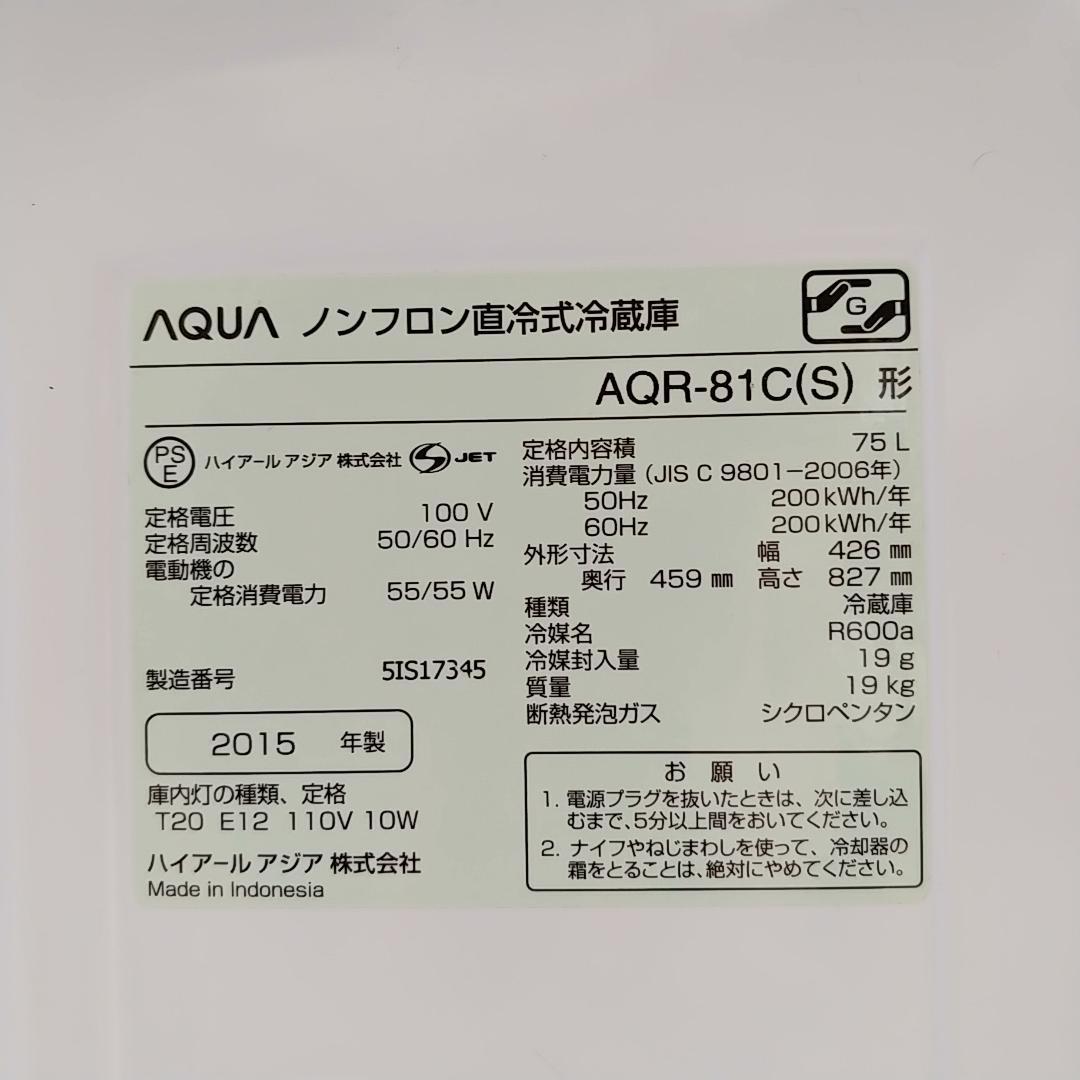 AQUA ノンフロン直冷式冷蔵庫
G
AQR-81C(S) 形
PS
E
ハイアール アジア 株式会社 JET
定格電圧 100 V
定格周波数 50/60 Hz
電動機の
定格消費電力 55/55 W
製造番号 5IS17345
2015 年製
庫内灯の種類、定格
T20 E12 110V 10W
ハイアール アジア 株式会社
Made in Indonesia
定格内容積 75 L
消費電力量 (JIS C 9801−2006年)
50Hz 200kWh/年
60Hz 200kWh/年
外形寸法 幅 426 ㎜
奥行 459 ㎜ 高さ 827 ㎜
種類 冷蔵庫
冷媒名 R600a
冷媒封入量 19 g
質量 19 kg
断熱発泡ガス シクロペンタン
お 願 い
1. 電源プラグを抜いたときは、次に差し込
むまで、5分以上間をおいてください。
2. ナイフやねじまわしを使って、冷却器の
霜をとることは、絶対にやめてください。